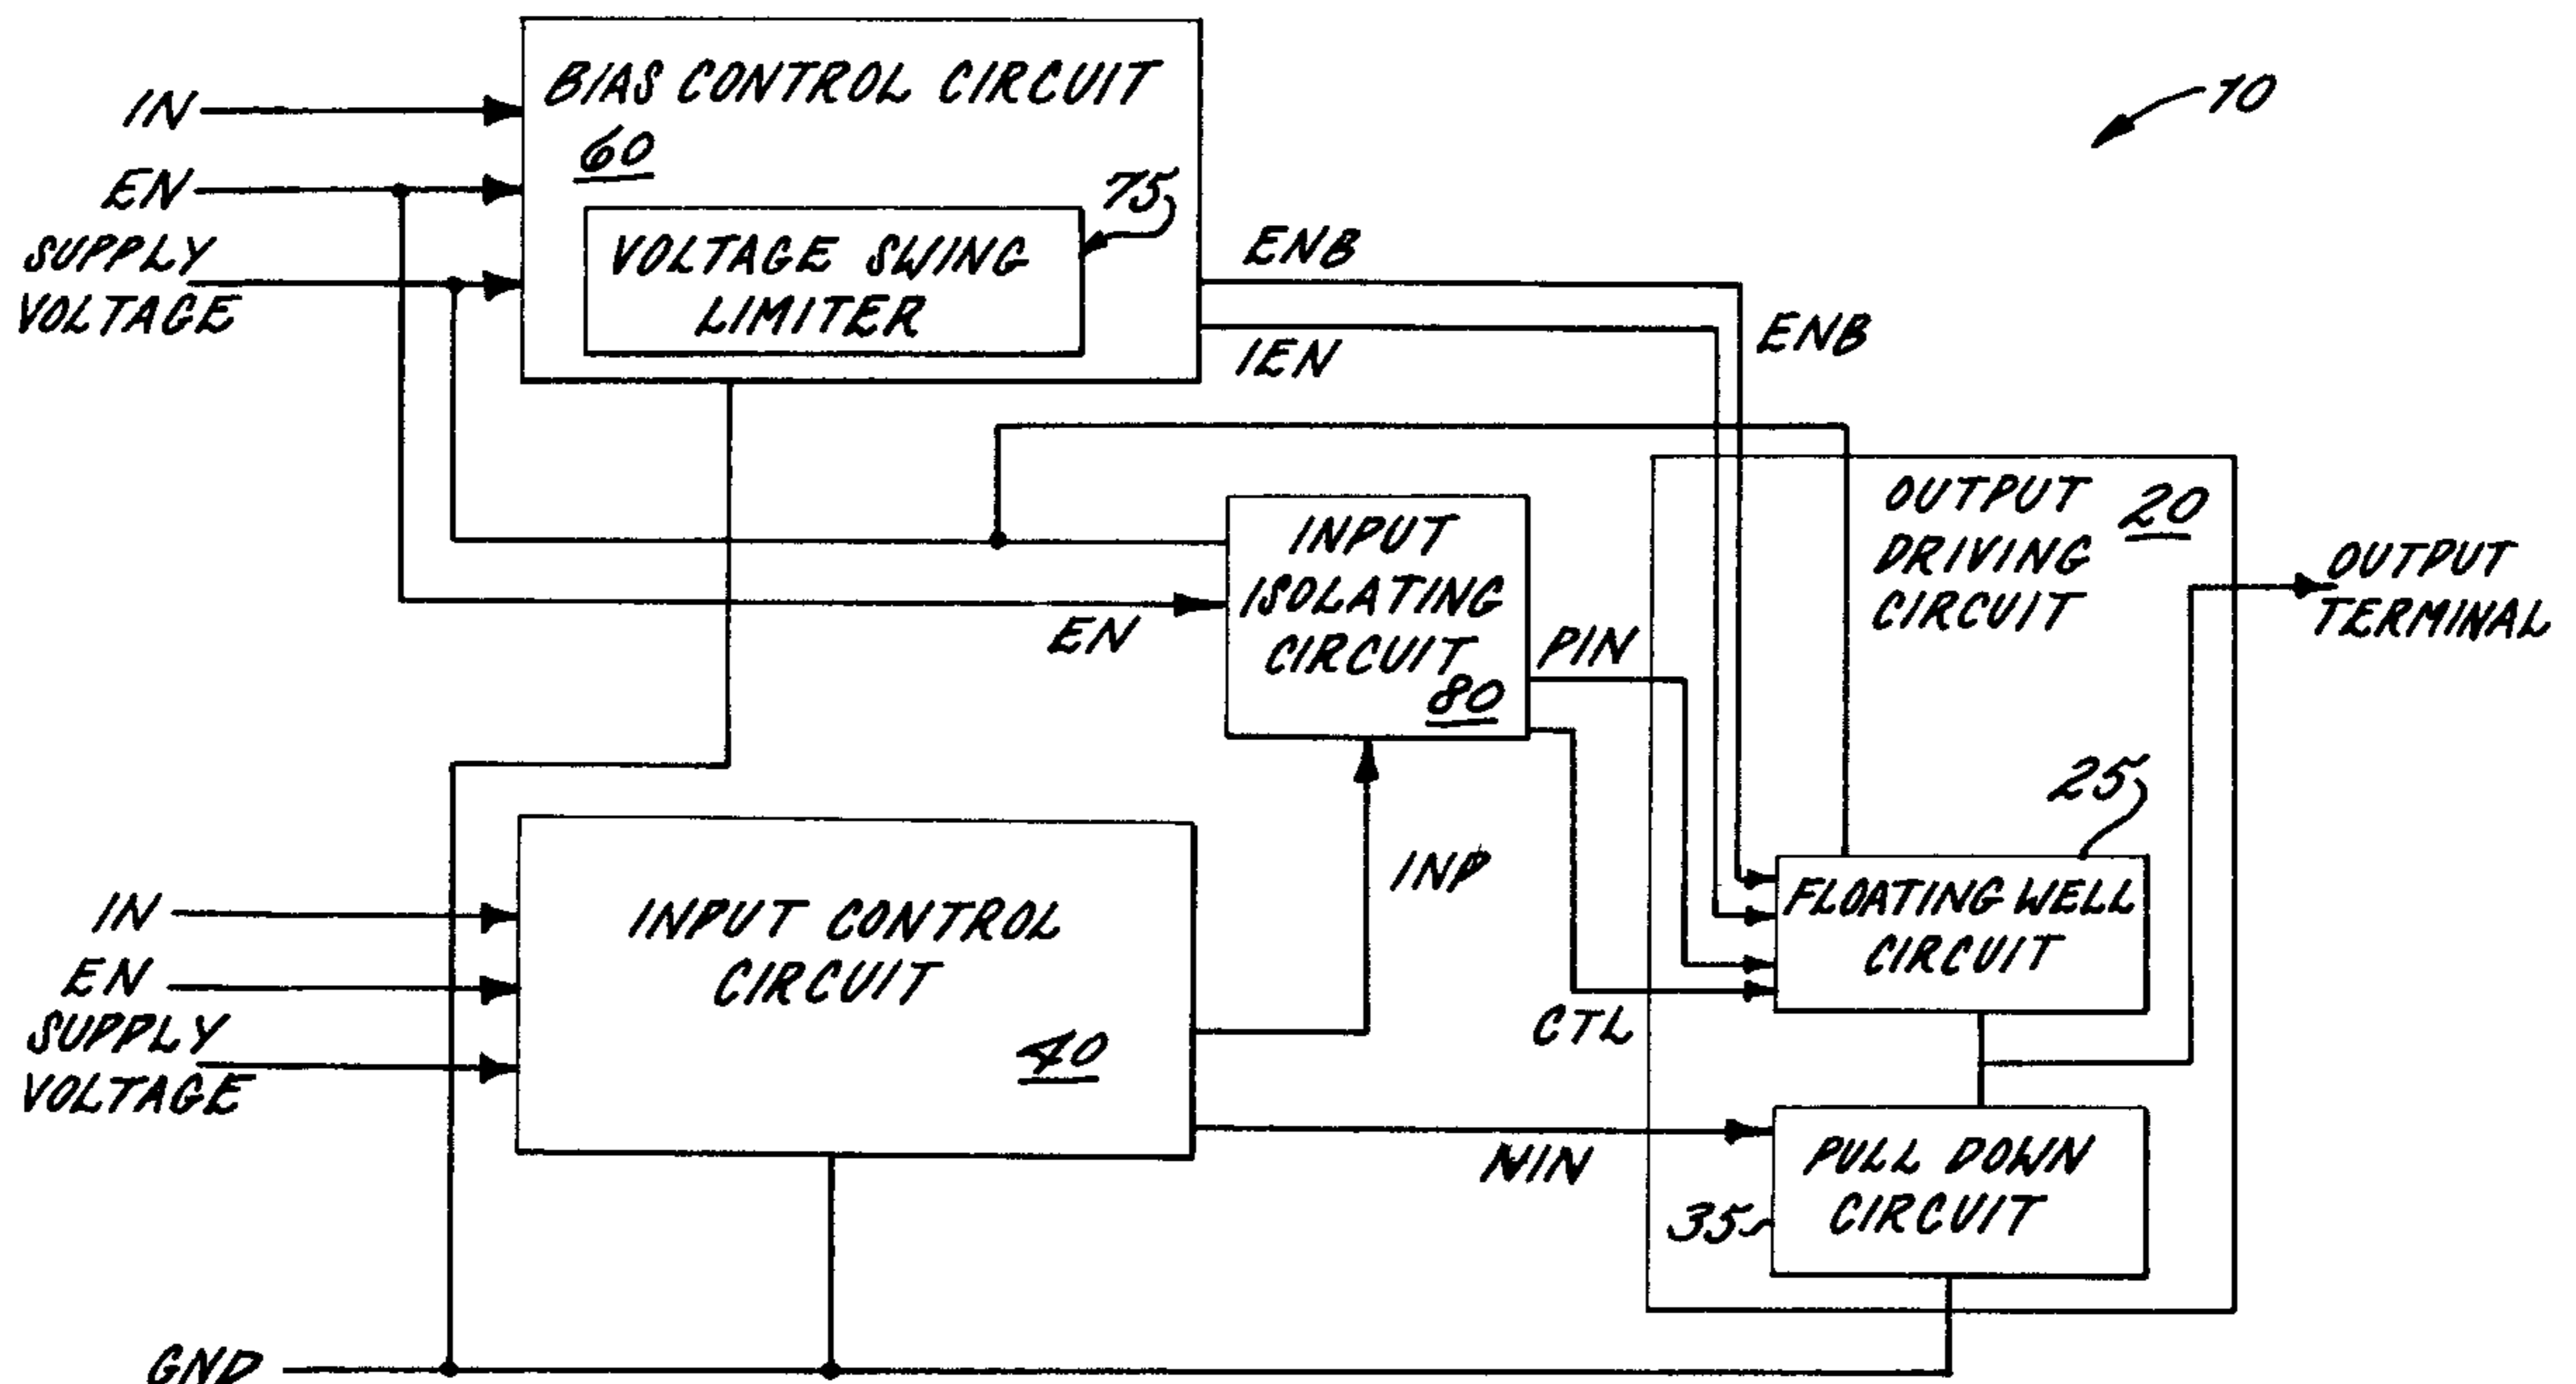 IN
EN
SUPPLY
VOLTAGE
BIAS CONTROL CIRCUIT
60
75
VOLTAGE SWING
LIMITER
ENB
IEN
ENB
10
OUTPUT
DRIVING
CIRCUIT
20
OUTPUT
TERMINAL
INPUT
ISOLATING
CIRCUIT
80
EN
PIN
CTL
INP
25
FLOATING WELL
CIRCUIT
IN
EN
SUPPLY
VOLTAGE
INPUT CONTROL
CIRCUIT
40
NIN
PULL DOWN
CIRCUIT
35
GND